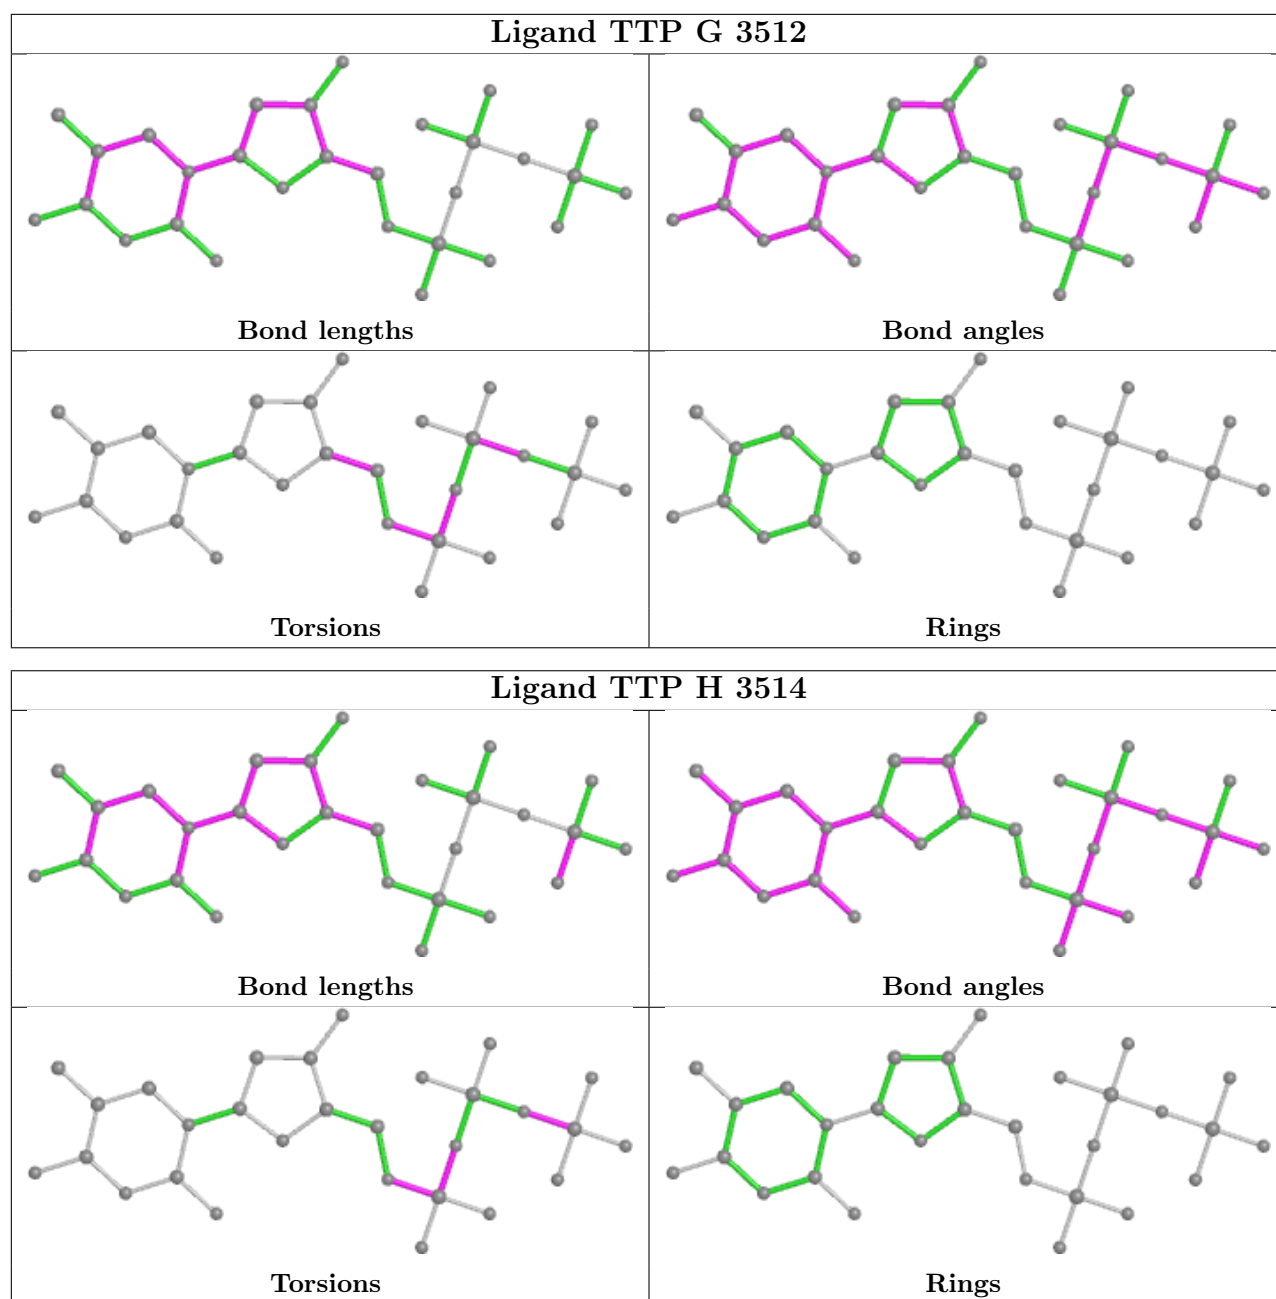 Ligand TTP G 3512
Bond lengths
Bond angles
Torsions
Rings
Ligand TTP H 3514
Bond lengths
Bond angles
Torsions
Rings